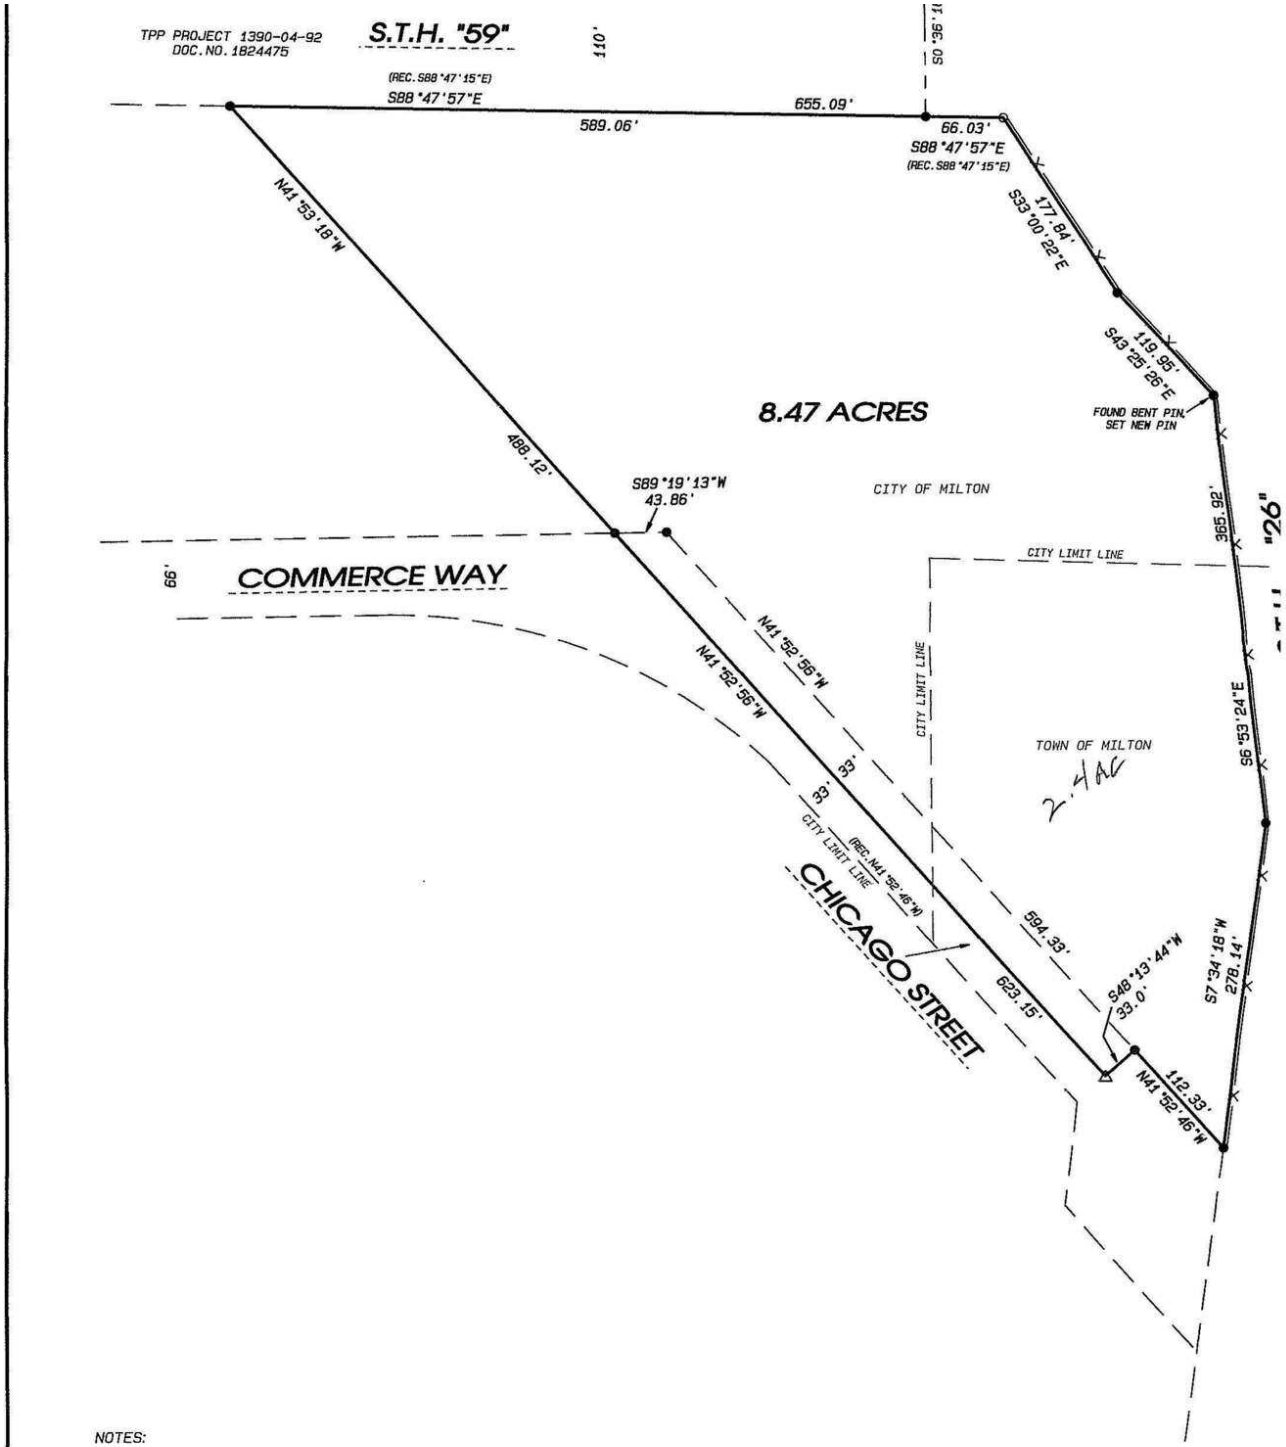 TPP PROJECT 1390-04-92
DOC.NO.1824475
S.T.H. "59"
110'
S0°36'1
(REC.S88°47'15"E)
S88°47'57"E
589.06'
655.09'
66.03'
S88°47'57"E
(REC.S88°47'15"E)
N41°53'18"W
177.84'
S33°00'22"E
119.95'
S43°25'26"E
8.47 ACRES
FOUND BENT PIN,
SET NEW PIN
488.12'
S89°19'13"W
43.86'
CITY OF MILTON
365.92'
"26"
CITY LIMIT LINE
66'
COMMERCE WAY
N41°52'56"W
N41°52'56"W
CITY LIMIT LINE
S6°53'24"E
TOWN OF MILTON
2.4 AC
33'
33'
CITY LIMIT LINE
(REC.N41°52'46"W)
CHICAGO STREET
594.33'
623.15'
S48°13'44"W
33.0'
S7°34'18"W
278.14'
112.33'
N41°52'46"W
NOTES: